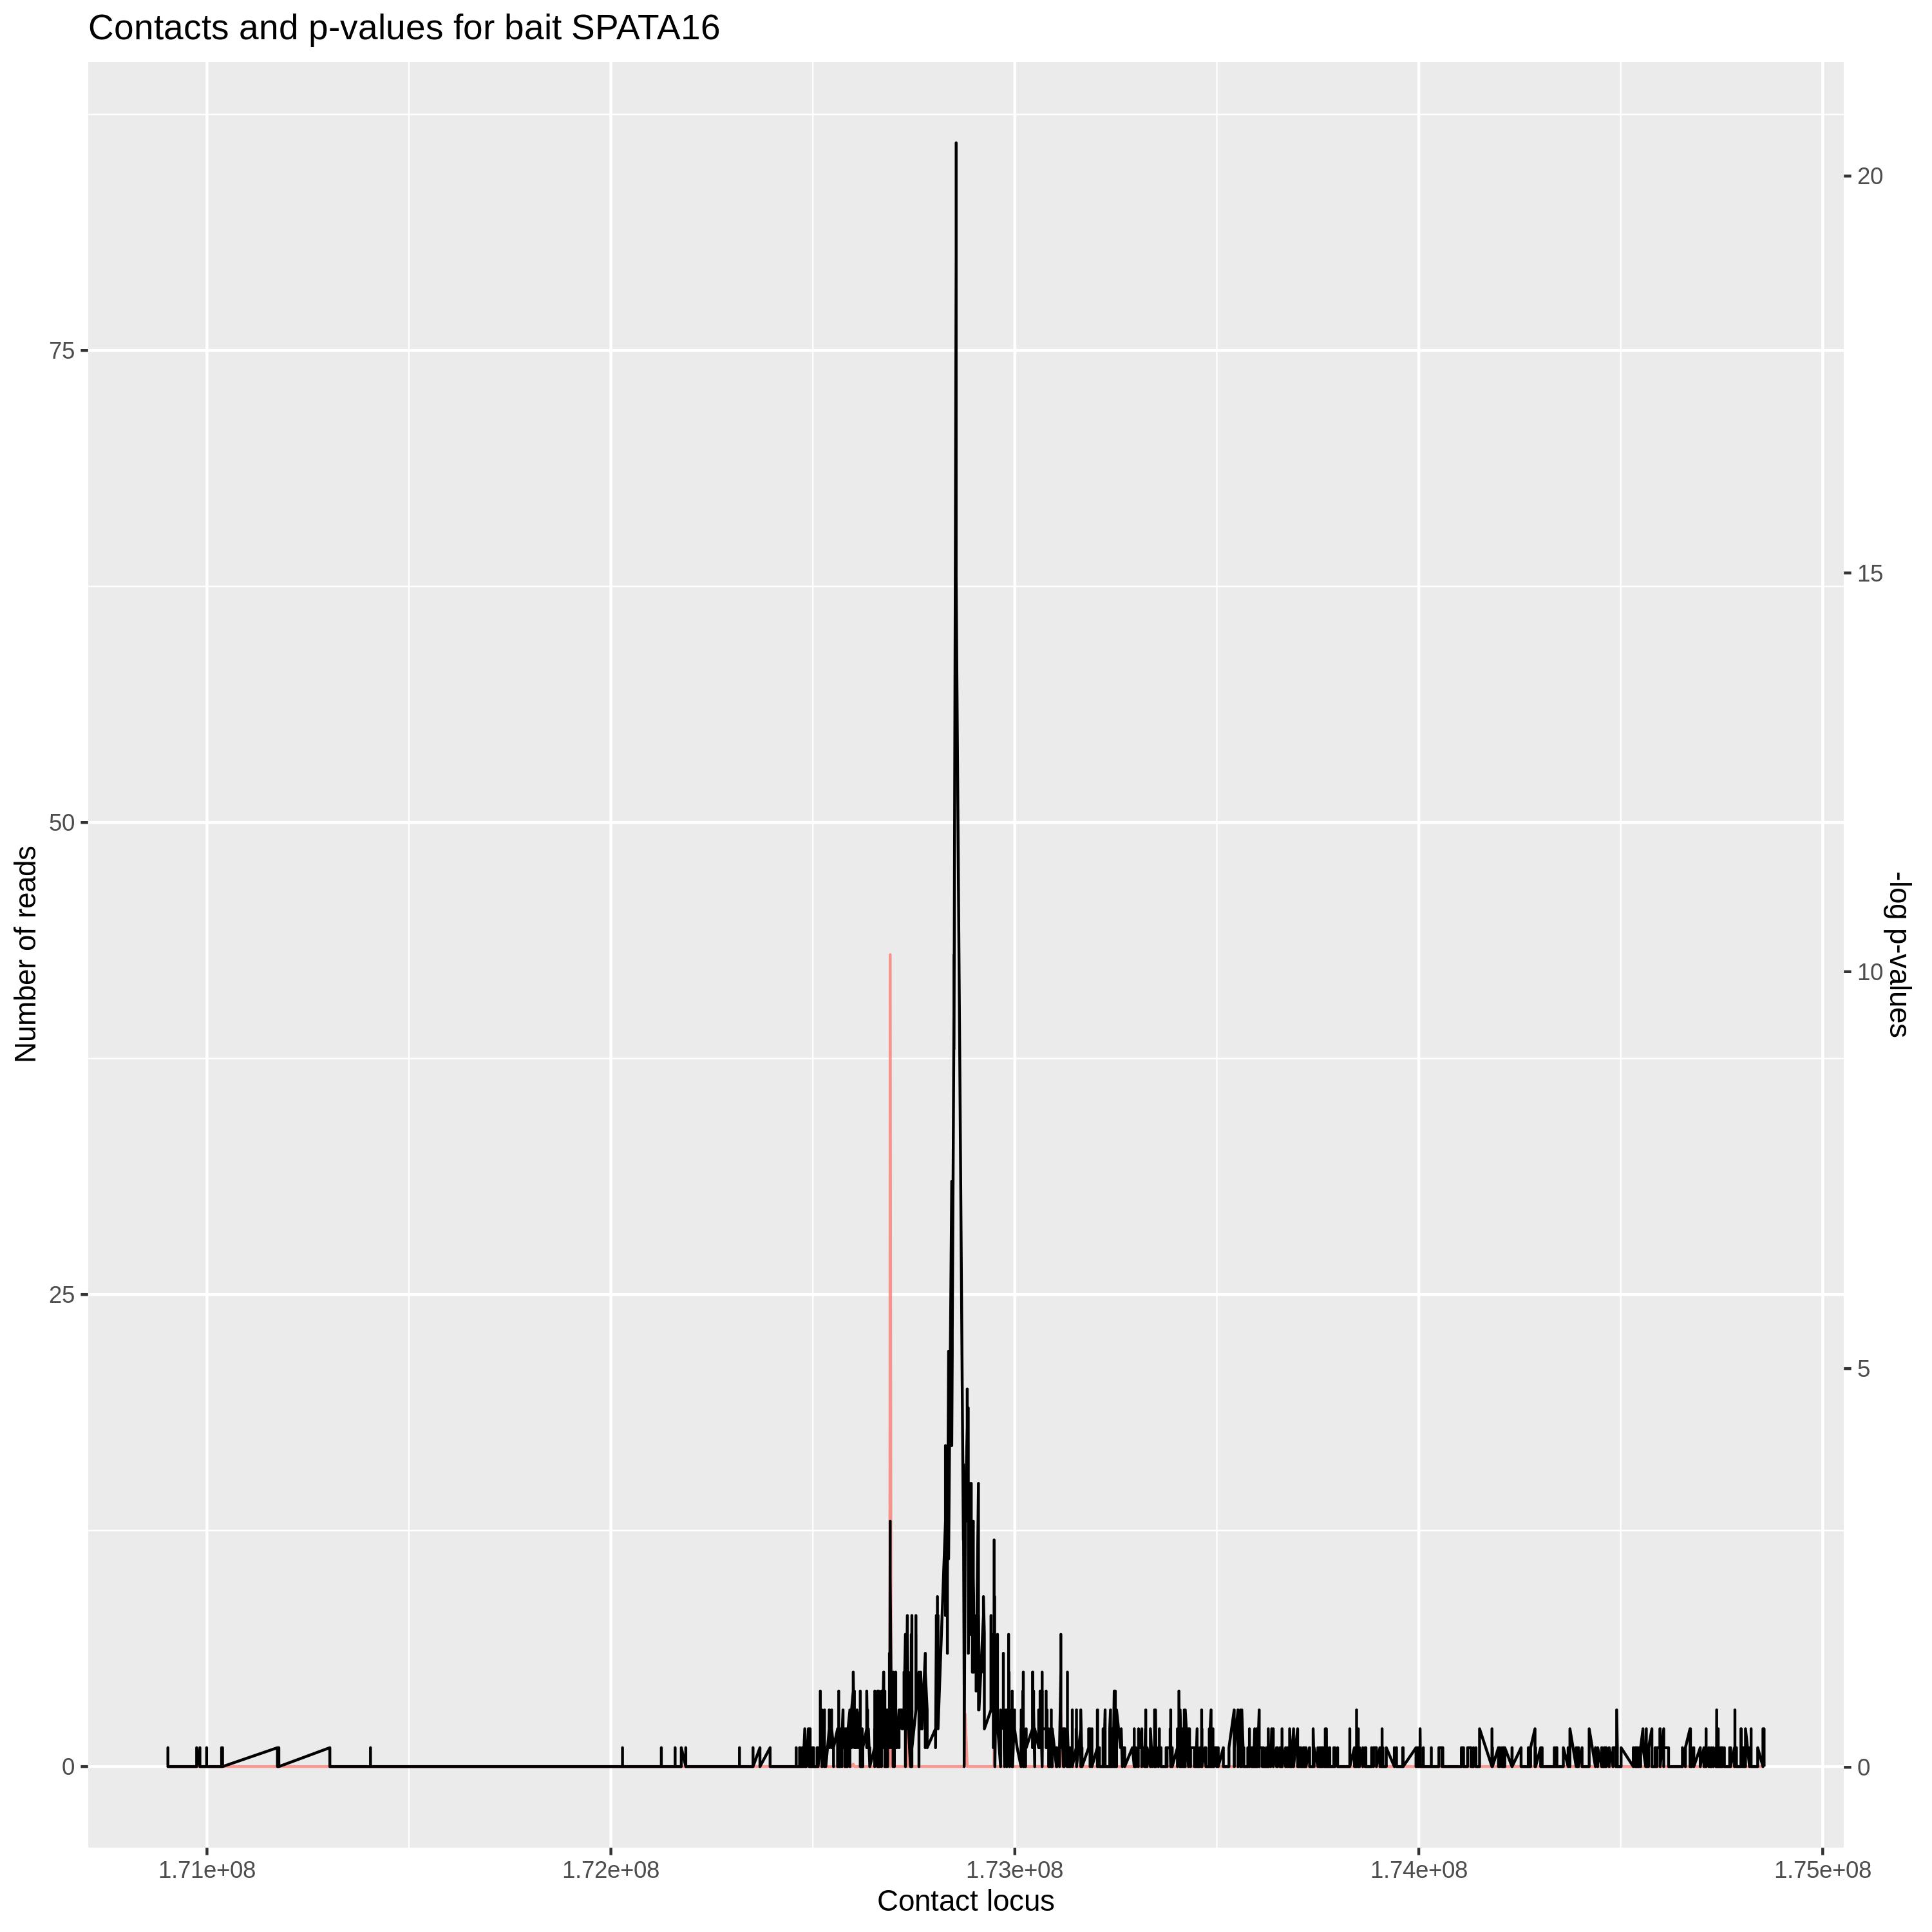 Contacts and p-values for bait SPATA16
Number of reads
75
50
25
0
20
15
10
5
0
-log p-values
1.71e+08
1.72e+08
1.73e+08
1.74e+08
1.75e+08
Contact locus